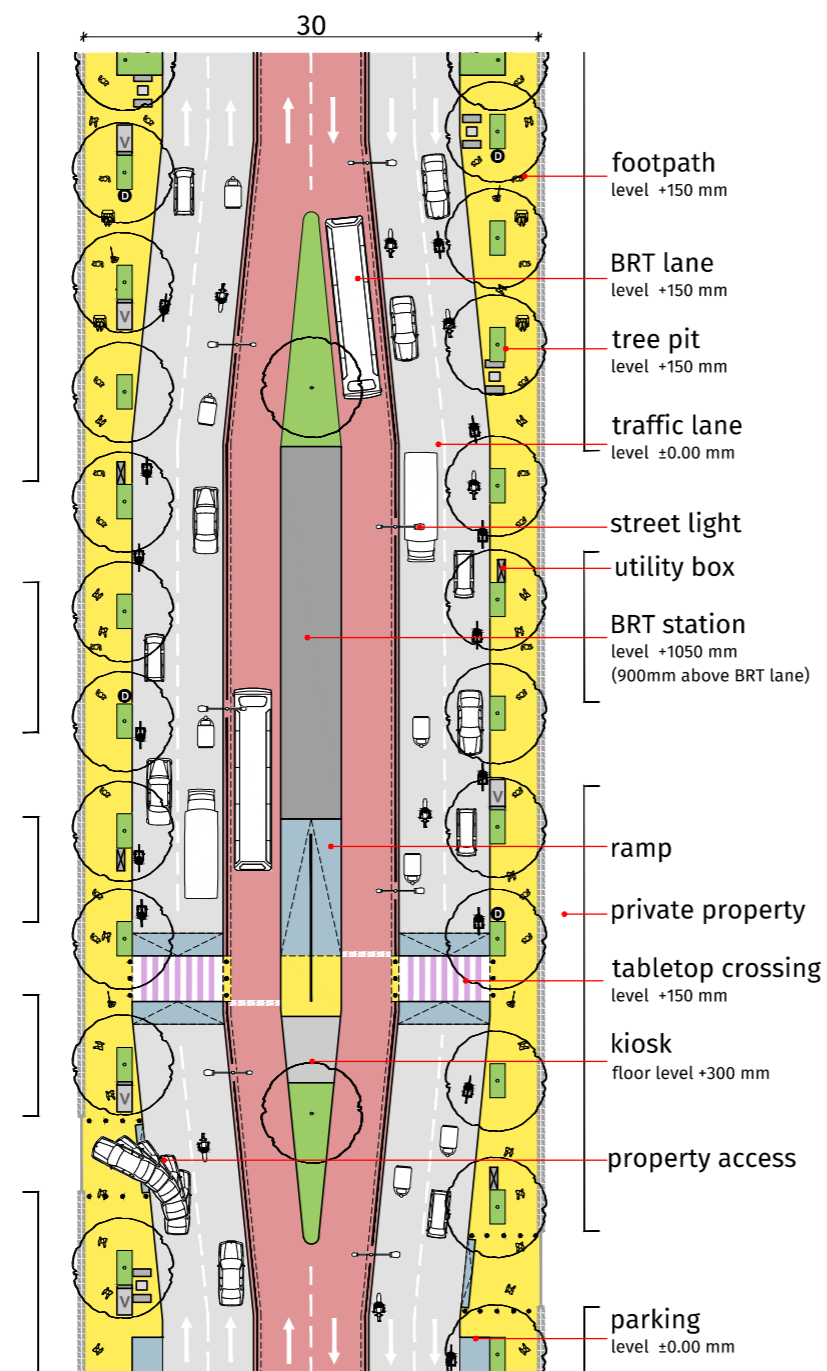 30
footpath
level +150 mm
BRT lane
level +150 mm
tree pit
level +150 mm
traffic lane
level ±0.00 mm
street light
utility box
BRT station
level +1050 mm
(900mm above BRT lane)
ramp
private property
tabletop crossing
level +150 mm
kiosk
floor level +300 mm
property access
parking
level ±0.00 mm
V
D
V
D
V
V
D
V
D